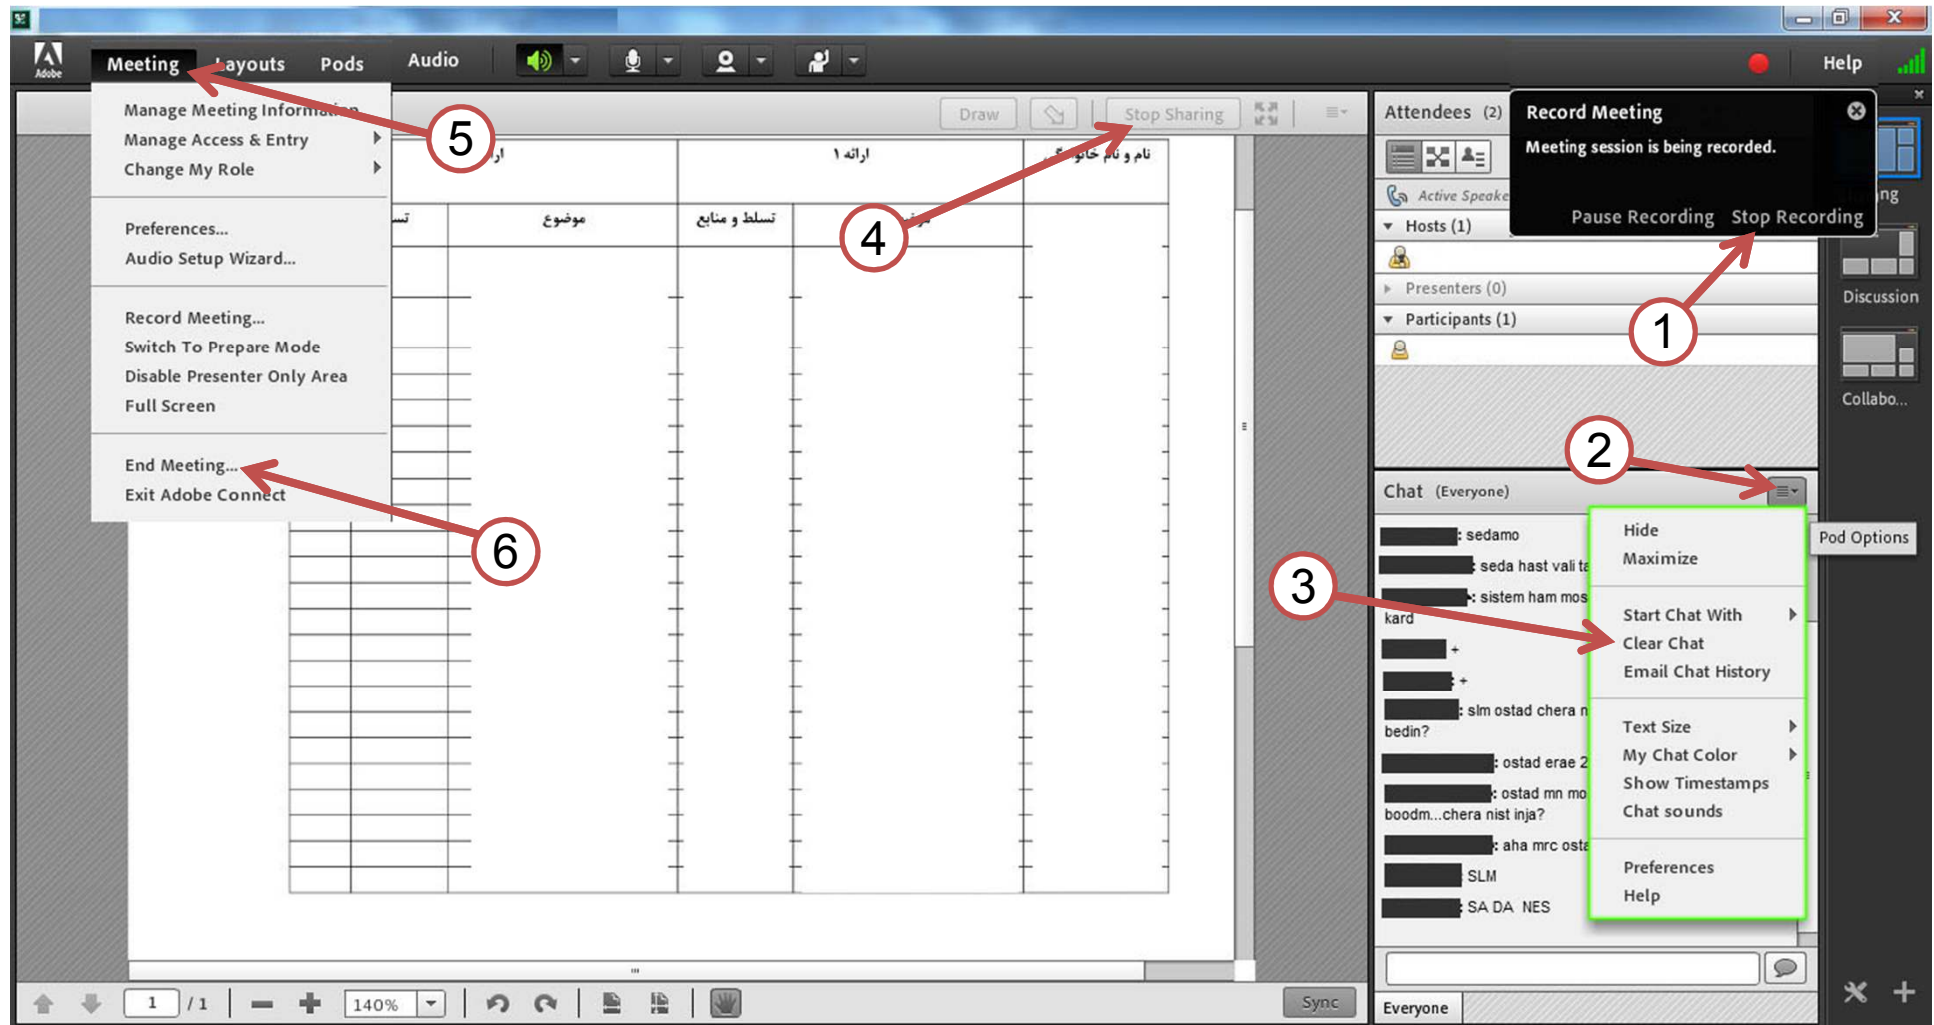 Adobe
Meeting Layouts Pods Audio
Help
Manage Meeting Information
Manage Access & Entry
Change My Role
Preferences...
Audio Setup Wizard...
Record Meeting...
Switch To Prepare Mode
Disable Presenter Only Area
Full Screen
End Meeting...
Exit Adobe Connect
5
6
Draw
Stop Sharing
4
نام و نام
ارائه ۱
تسلط و منابع
موضوع
Attendees (2)
Active Speake
Hosts (1)
Presenters (0)
Participants (1)
Record Meeting
Meeting session is being recorded.
Pause Recording Stop Recording
1
ng
Discussion
Collabo...
2
Chat (Everyone)
Pod Options
3
: sedamo
: seda hast vali ta
: sistem ham mos
kard
+
: +
: slm ostad chera n
bedin?
: ostad erae 2
: ostad mn mo
boodm...chera nist inja?
: aha mrc osta
SLM
: SA DA NES
Hide
Maximize
Start Chat With
Clear Chat
Email Chat History
Text Size
My Chat Color
Show Timestamps
Chat sounds
Preferences
Help
Everyone
1 / 1
140%
Sync